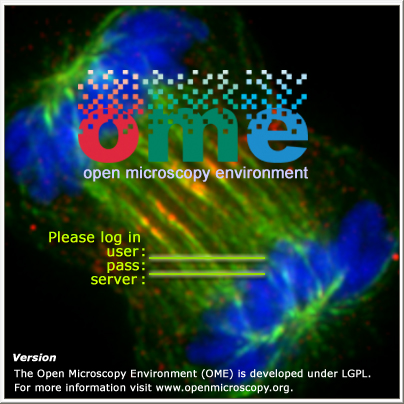 ome
open microscopy environment
Please log in
user:
pass:
server:
Version
The Open Microscopy Environment (OME) is developed under LGPL.
For more information visit www.openmicroscopy.org.